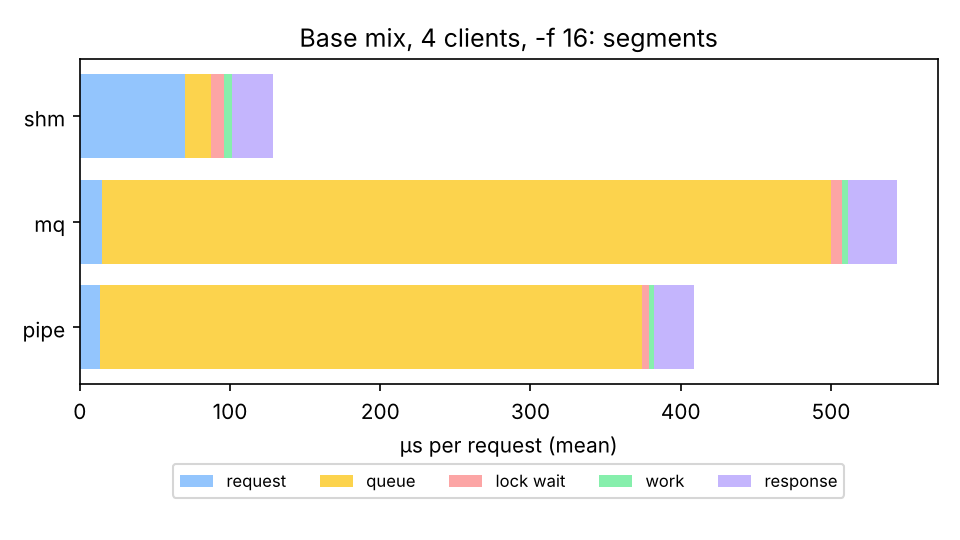 Base mix, 4 clients, -f 16: segments
shm
mq
pipe
0 100 200 300 400 500
µs per request (mean)
request queue lock wait work response